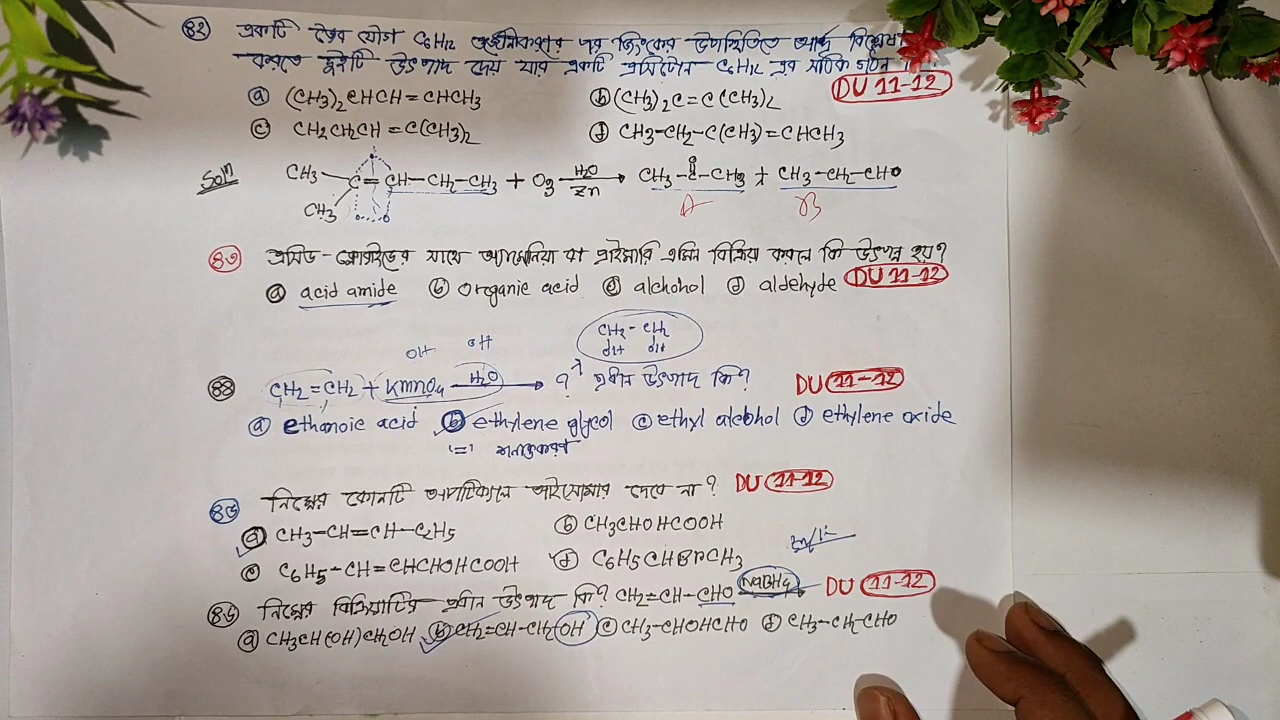 ৪২ একটি জৈব যৌগ C6H12 ওজোনীকরণের পর জিংকের উপস্থিতিতে আর্দ্র বিশ্লেষণ
করলে দুইটি উৎপাদ দেয় যার একটি এসিটোন C6H12 এর সঠিক গঠন
ⓐ (CH3)2CHCH=CHCH3 ⓑ (CH3)2C=C(CH3)2 DU 11-12
ⓒ CH3CH2CH=C(CH3)2 ⓓ CH3-CH2-C(CH3)=CHCH3
Soln CH3 CH3 C=CH-CH2-CH3 + O3 H2O Zn → CH3-C-CH3 + CH3-CH2-CHO
O
A B
৪৩ এসিড-ক্লোরাইডের সাথে অ্যামোনিয়া বা প্রাইমারি এমিন বিক্রিয়া করলে কি উৎপন্ন হয়?
ⓐ acid amide ⓑ organic acid ⓒ alchohol ⓓ aldehyde DU 11-12
CH2-CH2
OH OH
OH OH
৪৪ CH2=CH2 + KMnO4 H2O → ? প্রধান উৎপাদ কি? DU 11-12
ⓐ ethanoic acid ⓑ ethylene glycol ⓒ ethyl alcohol ⓓ ethylene oxide
'=' সনাক্তকরণ
৪৫ নিম্নের কোনটি অপটিক্যাল আইসোমার দেবে না? DU 11-12
ⓐ CH3-CH=CH-C2H5 ⓑ CH3CHOHCOOH
ⓒ C6H5-CH=CHCHOHCOOH ⓓ C6H5CHBrCH3
৪৬ নিম্নের বিক্রিয়াটির প্রধান উৎপাদ কি? CH2=CH-CHO NaBH4 → DU 11-12
ⓐ CH3CH(OH)CH2OH ⓑ CH2=CH-CH2OH ⓒ CH3-CHOHCHO ⓓ CH3-CH2-CHO